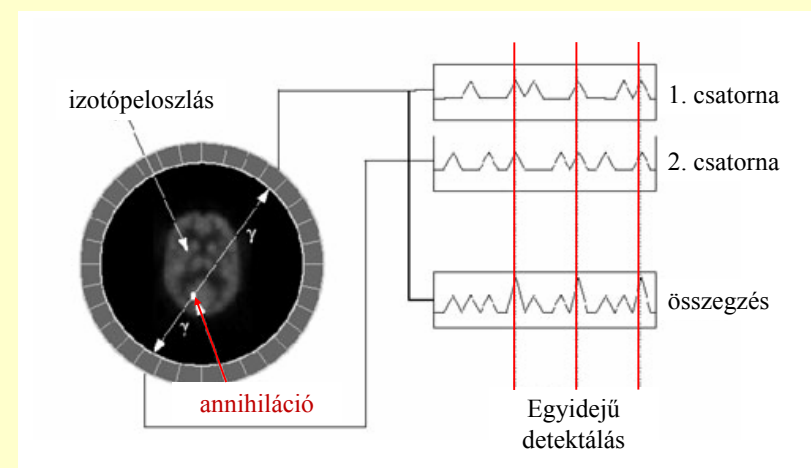 izotópeloszlás
γ
γ
annihiláció
1. csatorna
2. csatorna
összegzés
Egyidejű
detektálás